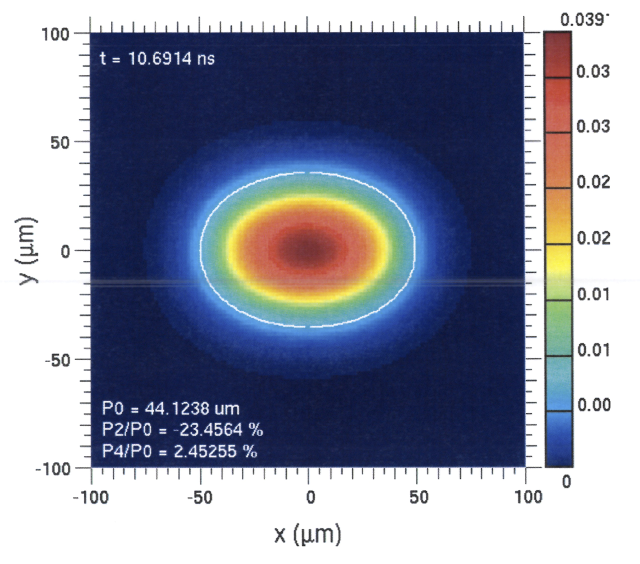 0.039
100
t = 10.6914 ns
0.03
50
0.03
0.02
y (μm)
0
0.02
0.01
-50
0.01
P0 = 44.1238 um
0.00
P2/P0 = -23.4564 %
P4/P0 = 2.45255 %
-100
0
-100 -50 0 50 100
x (μm)